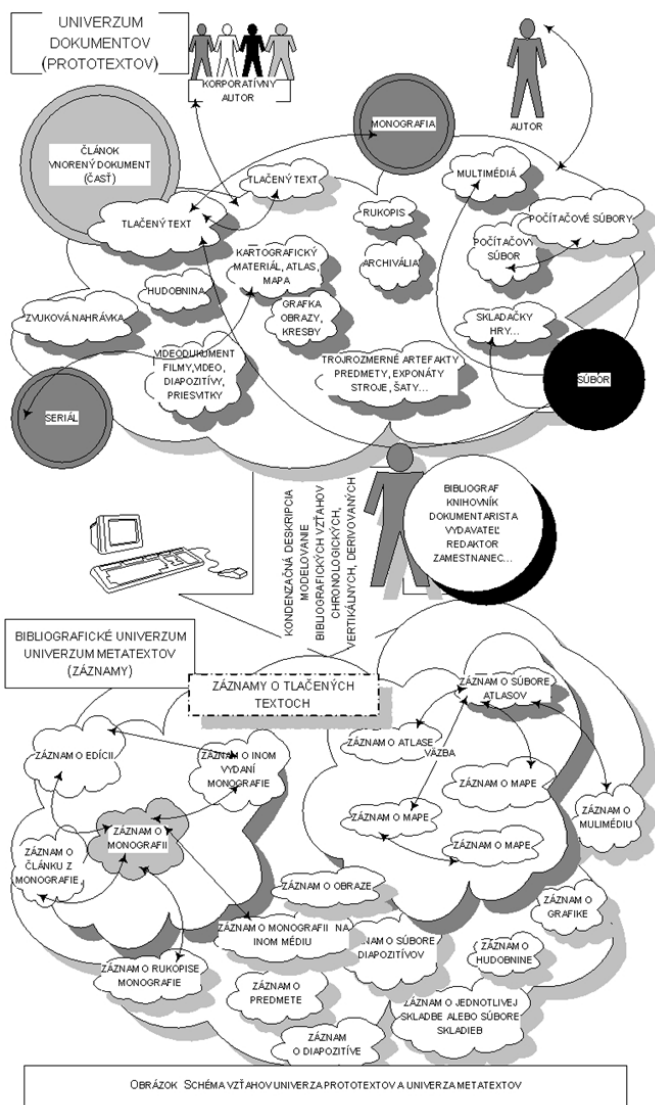 UNIVERZUM
DOKUMENTOV
(PROTOTEXTOV)
KORPORATÍVNY
AUTOR
AUTOR
MONOGRAFIA
ČLÁNOK
VNORENÝ DOKUMENT
(ČASŤ)
TLAČENÝ TEXT
TLAČENÝ TEXT
MULTIMÉDIÁ
RUKOPIS
POČÍTAČOVÉ SÚBORY
KARTOGRAFICKÝ
MATERIÁL, ATLAS,
MAPA
ARCHIVÁLIA
POČÍTAČOVÝ
SÚBOR
HUDOBNINA
GRAFKA
OBRAZY,
KRESBY
ZVUKOVÁ NAHRÁVKA
SKLADAČKY
HRY...
VIDEODUKUMENT
FILMY,VIDEO,
DIAPOZITÍVY,
PRIESVITKY
TROJROZMERNÉ ARTEFAKTY
PREDMETY, EXPONÁTY
STROJE, ŠATY...
SÚBOR
SERIÁL
KONDENZAČNÁ DESKRIPCIA
MODELOVANIE
BIBLIOGRAFICKÝCH VZŤAHOV
CHRONOLOGICKÝCH,
VERTIKÁLNYCH, DERIVOVANÝCH
BIBLIOGRAF
KNIHOVNÍK
DOKUMENTARISTA
VYDAVATEĽ
REDAKTOR
ZAMESTNANEC...
BIBLIOGRAFICKÉ UNIVERZUM
UNIVERZUM METATEXTOV
(ZÁZNAMY)
ZÁZNAMY O TLAČENÝCH
TEXTOCH
ZÁZNAM O SÚBORE
ATLASOV
ZÁZNAM O EDÍCII
ZÁZNAM O INOM
VYDANÍ
MONOGRAFIE
ZÁZNAM O ATLASE
VÄZBA
ZÁZNAM O MAPE
ZÁZNAM O
MONOGRAFII
ZÁZNAM O MAPE
ZÁZNAM O
MULIMÉDIU
ZÁZNAM O
ČLÁNKU Z
MONOGRAFIE,
ZÁZNAM O MAPE
ZÁZNAM O OBRAZE
ZÁZNAM O
GRAFIKE
ZÁZNAM O MONOGRAFII NA
INOM MÉDIU
NAM O SÚBORE
DIAPOZITÍVOV
ZÁZNAM O
HUDOBNINE
ZÁZNAM O RUKOPISE
MONOGRAFIE
ZÁZNAM O
PREDMETE
ZÁZNAM O JEDNOTLIVEJ
SKLADBE ALEBO SÚBORE
SKLADIEB
ZÁZNAM
O DIAPOZITÍVE
OBRÁZOK SCHÉMA VZŤAHOV UNIVERZA PROTOTEXTOV A UNIVERZA METATEXTOV